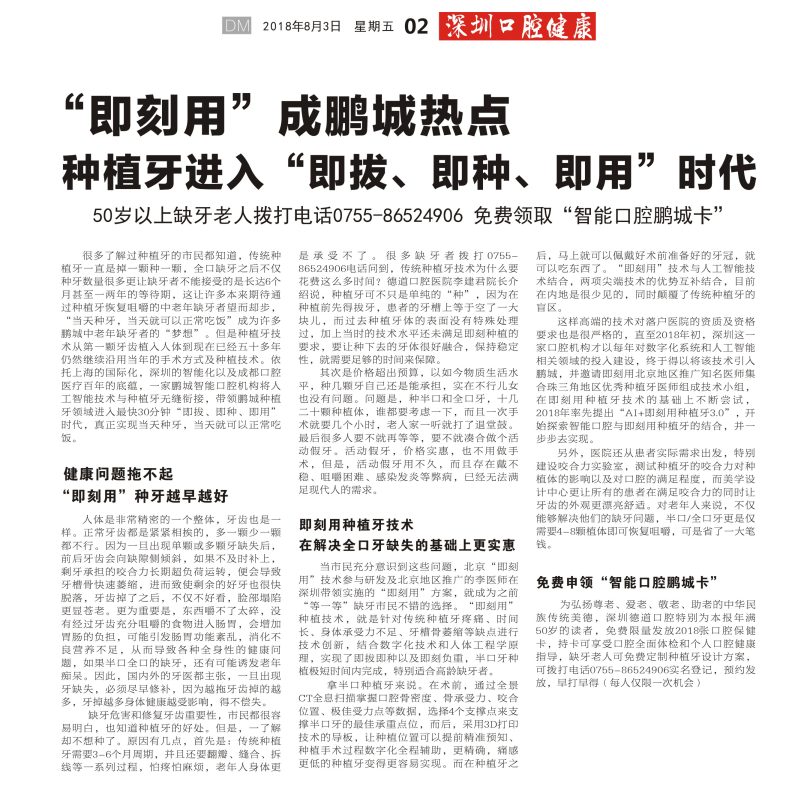 DM 2018年8月3日 星期五 02 深圳口腔健康
“即刻用”成鹏城热点
种植牙进入“即拔、即种、即用”时代
50岁以上缺牙老人拨打电话0755-86524906 免费领取“智能口腔鹏城卡”
很多了解过种植牙的市民都知道，传统种
植牙一直是掉一颗种一颗，全口缺牙之后不仅
种牙数量很多更让缺牙者不能接受的是长达6个
月甚至一两年的等待期，这让许多本来期待通
过种植牙恢复咀嚼的中老年缺牙者望而却步，
“当天种牙，当天就可以正常吃饭”成为许多
鹏城中老年缺牙者的“梦想”。但是种植牙技
术从第一颗牙齿植入人体到现在已经五十多年
仍然继续沿用当年的手术方式及种植技术。依
托上海的国际化，深圳的智能化以及成都口腔
医疗百年的底蕴，一家鹏城智能口腔机构将人
工智能技术与种植牙无缝衔接，带领鹏城种植
牙领域进入最快30分钟“即拔、即种、即用”
时代，真正实现当天种牙，当天就可以正常吃
饭。
健康问题拖不起
“即刻用”种牙越早越好
人体是非常精密的一个整体，牙齿也是一
样。正常牙齿都是紧紧相挨的，多一颗少一颗
都不行。因为一旦出现单颗或多颗牙缺失后，
前后牙齿会向缺隙侧倾斜，如果不及时补上，
剩牙承担的咬合力长期超负荷运转，便会导致
牙槽骨快速萎缩，进而致使剩余的好牙也很快
脱落，牙齿掉了之后，不仅不好看，脸部塌陷
更显苍老。更为重要是，东西嚼不了太碎，没
有经过牙齿充分咀嚼的食物进入肠胃，会增加
胃肠的负担，可能引发肠胃功能紊乱，消化不
良营养不足，从而导致各种全身性的健康问
题，如果半口全口的缺牙，还有可能诱发老年
痴呆。因此，国内外的牙医都主张，一旦出现
牙缺失，必须尽早修补，因为越拖牙齿掉的越
多，牙掉越多身体健康越受影响，得不偿失。
缺牙危害和修复牙齿重要性，市民都很容
易明白，也知道种植牙的好处。但是，一了解
却不想种了。原因有几点，首先是：传统种植
牙需要3-6个月周期，并且还要翻瓣、缝合、拆
线等一系列过程，怕疼怕麻烦，老年人身体更
是承受不了。很多缺牙者拨打0755-
86524906电话问到，传统种植牙技术为什么要
花费这么多时间？德道口腔医院李建君院长介
绍说，种植牙可不只是单纯的“种”，因为在
种植前先得拔牙，患者的牙槽上等于空了一大
块儿，而过去种植牙体的表面没有特殊处理
过，加上当时的技术水平还未满足即刻种植的
要求，要让种下去的牙体很好融合，保持稳定
性，就需要足够的时间来保障。
其次是价格超出预算，以如今物质生活水
平，种几颗牙自己还是能承担，实在不行儿女
也没有问题。问题是，种半口和全口牙，十几
二十颗种植体，谁都要考虑一下，而且一次手
术就要几个小时，老人家一听就打了退堂鼓。
最后很多人要不就再等等，要不就凑合做个活
动假牙。活动假牙，价格实惠，也不用做手
术，但是，活动假牙用不久，而且存在戴不
稳、咀嚼困难、感染发炎等弊病，已经无法满
足现代人的需求。
即刻用种植牙技术
在解决全口牙缺失的基础上更实惠
当市民充分意识到这些问题，北京“即刻
用”技术参与研发及北京地区推广的李医师在
深圳带领实施的“即刻用”方案，就成为之前
“等一等”缺牙市民不错的选择。“即刻用”
种植技术，就是针对传统种植牙疼痛、时间
长、身体承受力不足、牙槽骨萎缩等缺点进行
技术创新，结合数字化技术和人体工程学原
理，实现了即拔即种以及即刻负重，半口牙种
植极短时间内完成，特别适合高龄缺牙者。
拿半口种植牙来说。在术前，通过全景
CT全息扫描掌握口腔骨密度、骨承受力、咬合
位置、极佳受力点等数据，选择4个支撑点来支
撑半口牙的最佳承重点位，而后，采用3D打印
技术的导板，让种植位置可以提前精准预知、
种植手术过程数字化全程辅助，更精确，痛感
更低的种植牙变得更容易实现。而在种植牙之
后，马上就可以佩戴好术前准备好的牙冠，就
可以吃东西了。“即刻用”技术与人工智能技
术结合，两项尖端技术的优势互补结合，目前
在内地是很少见的，同时颠覆了传统种植牙的
盲区。
这样高端的技术对落户医院的资质及资格
要求也是很严格的，直至2018年初，深圳这一
家口腔机构才以每年对数字化系统和人工智能
相关领域的投入建设，终于得以将该技术引入
鹏城，并邀请即刻用北京地区推广知名医师集
合珠三角地区优秀种植牙医师组成技术小组，
在即刻用种植牙技术的基础上不断尝试，
2018年率先提出“AI+即刻用种植牙3.0”，开
始探索智能口腔与即刻用种植牙的结合，并一
步步去实现。
另外，医院还从患者实际需求出发，特别
建设咬合力实验室，测试种植牙的咬合力对种
植体的影响以及对口腔的满足程度，而美学设
计中心更让所有的患者在满足咬合力的同时让
牙齿的外观更漂亮舒适。对老年人来说，不仅
能够解决他们的缺牙问题，半口/全口牙更是仅
需要4-8颗植体即可恢复咀嚼，可是省了一大笔
钱。
免费申领“智能口腔鹏城卡”
为弘扬尊老、爱老、敬老、助老的中华民
族传统美德，深圳德道口腔特别为本报年满
50岁的读者，免费限量发放2018张口腔保健
卡，持卡可享受口腔全面体检和个人口腔健康
指导，缺牙老人可免费定制种植牙设计方案，
可拨打电话0755-86524906实名登记，预约发
放，早打早得（每人仅限一次机会）